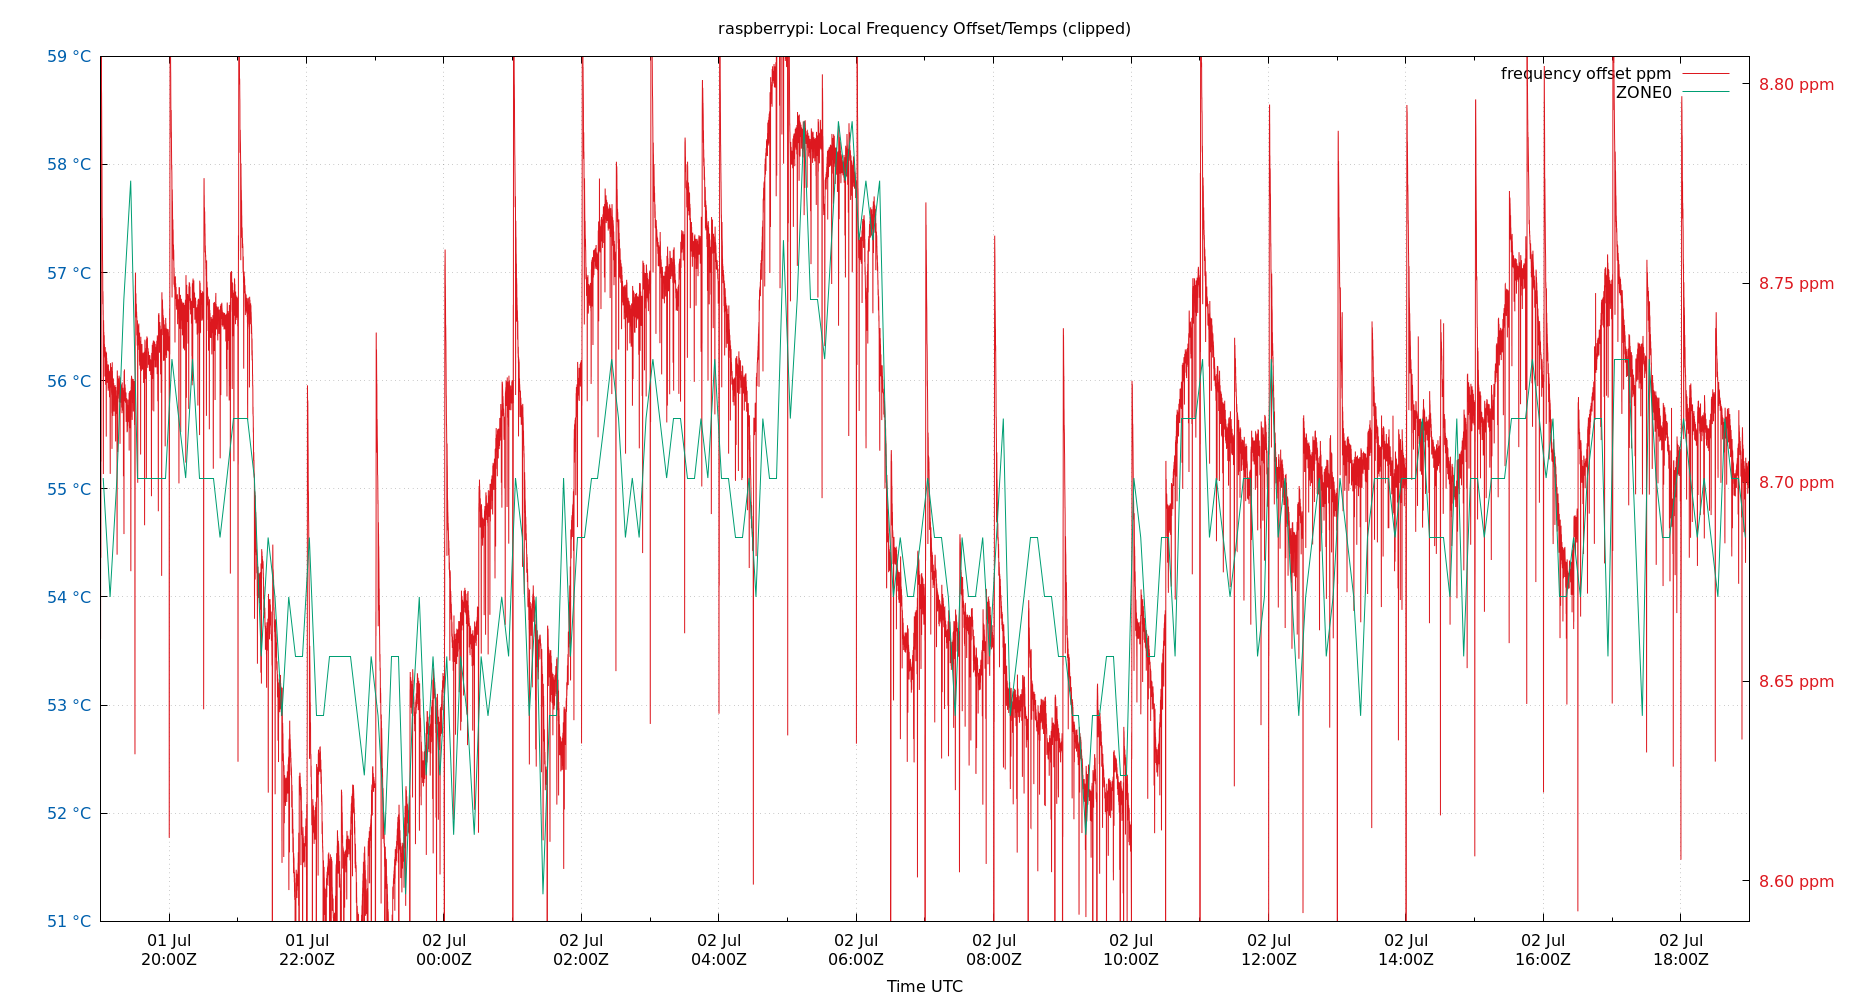 raspberrypi: Local Frequency Offset/Temps (clipped)
frequency offset ppm
ZONE0
59 °C
58 °C
57 °C
56 °C
55 °C
54 °C
53 °C
52 °C
51 °C
8.80 ppm
8.75 ppm
8.70 ppm
8.65 ppm
8.60 ppm
01 Jul 20:00Z
01 Jul 22:00Z
02 Jul 00:00Z
02 Jul 02:00Z
02 Jul 04:00Z
02 Jul 06:00Z
02 Jul 08:00Z
02 Jul 10:00Z
02 Jul 12:00Z
02 Jul 14:00Z
02 Jul 16:00Z
02 Jul 18:00Z
Time UTC